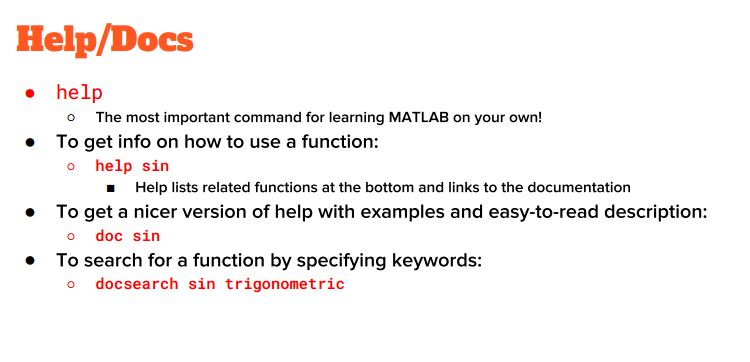 Help/Docs
● help
○ The most important command for learning MATLAB on your own!
● To get info on how to use a function:
○ help sin
■ Help lists related functions at the bottom and links to the documentation
● To get a nicer version of help with examples and easy-to-read description:
○ doc sin
● To search for a function by specifying keywords:
○ docsearch sin trigonometric